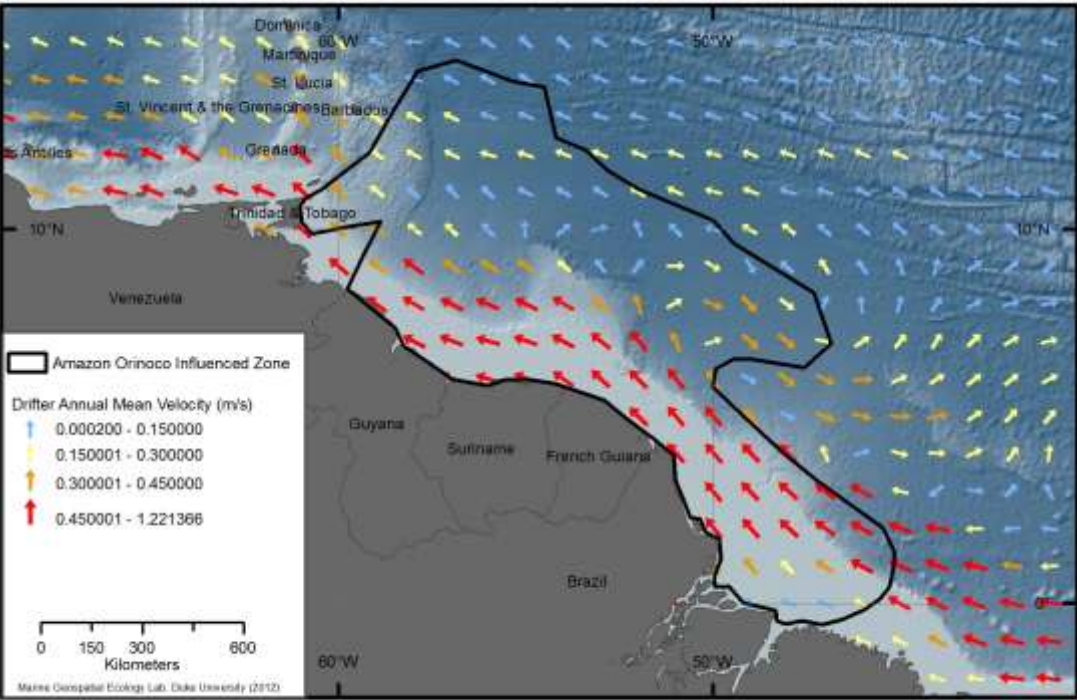 Dominica
60°W
50°W
Martinique
St. Lucia
St. Vincent & the Grenadines
Barbados
s Antilles
Grenada
Trinidad & Tobago
10°N
10°N
Venezuela
Amazon Orinoco Influenced Zone
Drifter Annual Mean Velocity (m/s)
0.000200 - 0.150000
0.150001 - 0.300000
0.300001 - 0.450000
0.450001 - 1.221366
Guyana
Suriname
French Guiana
Brazil
0°
0 150 300 600
Kilometers
60°W
50°W
Marine Geospatial Ecology Lab, Duke University (2012)